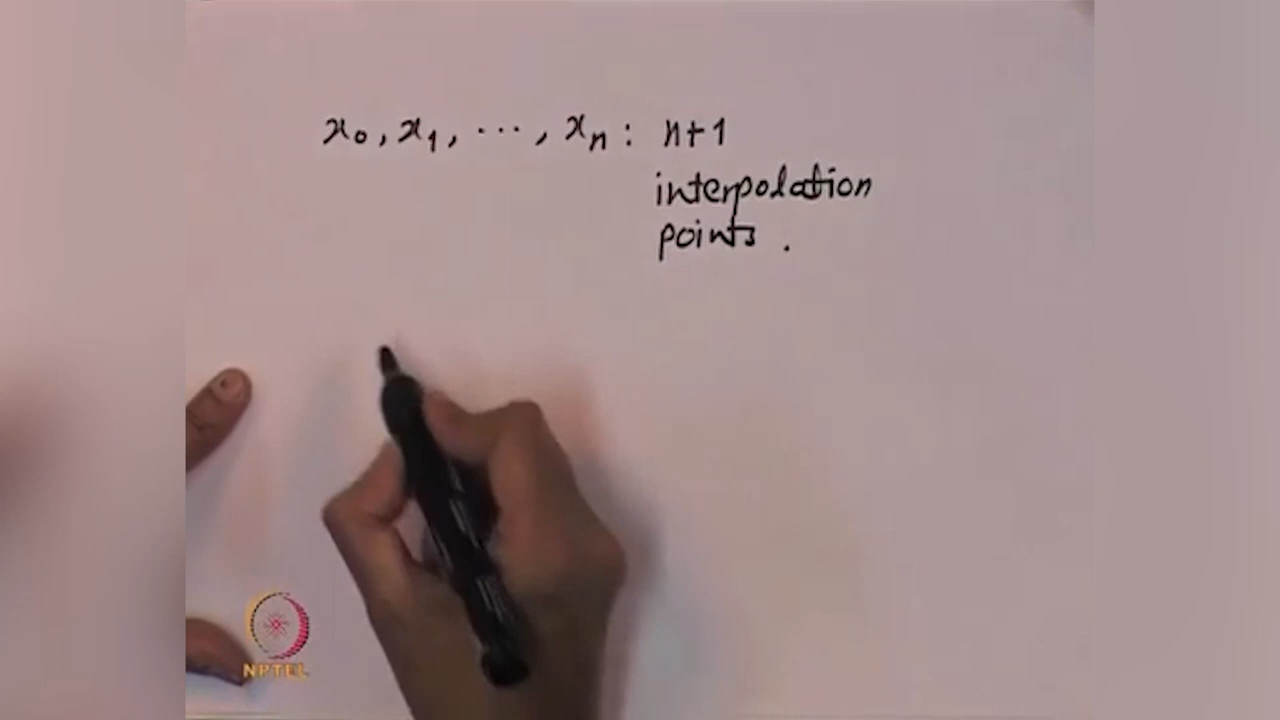 x₀, x₁, ⋯, xₙ : n+1
interpolation
points .
NPTEL